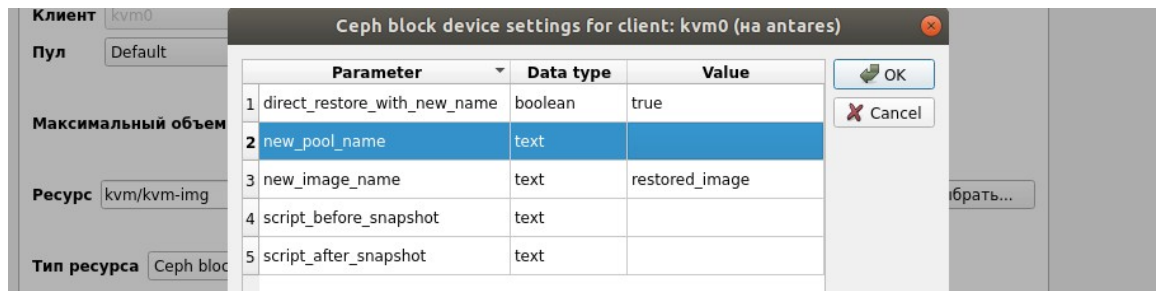 Клиент kvm0
Ceph block device settings for client: kvm0 (на antares)
Пул Default
Parameter Data type Value
OK
1 direct_restore_with_new_name boolean true
Cancel
Максимальный объем
2 new_pool_name text
3 new_image_name text restored_image
Ресурс kvm/kvm-img
ыбрать...
4 script_before_snapshot text
5 script_after_snapshot text
Тип ресурса Ceph bloc